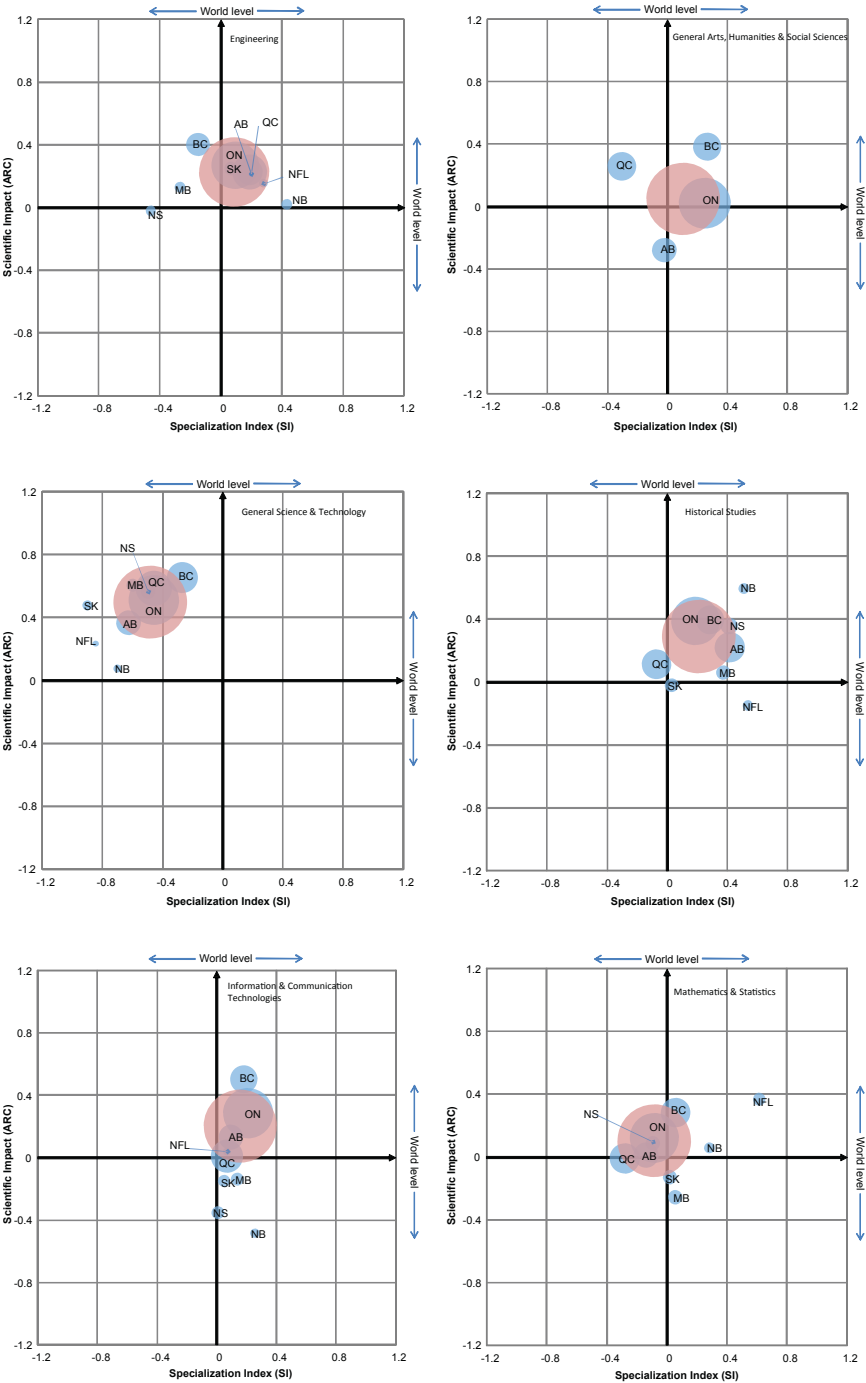 World level
Engineering
1.2
0.8
0.4
0
-0.4
-0.8
-1.2
-1.2
-0.8
-0.4
0
0.4
0.8
1.2
Scientific Impact (ARC)
Specialization Index (SI)
World level
AB
QC
BC
ON
SK
NFL
MB
NB
NS
World level
General Arts, Humanities & Social Sciences
1.2
0.8
0.4
0
-0.4
-0.8
-1.2
-1.2
-0.8
-0.4
0
0.4
0.8
1.2
Scientific Impact (ARC)
Specialization Index (SI)
World level
BC
QC
ON
AB
World level
General Science & Technology
1.2
0.8
0.4
0
-0.4
-0.8
-1.2
-1.2
-0.8
-0.4
0
0.4
0.8
1.2
Scientific Impact (ARC)
Specialization Index (SI)
World level
NS
BC
MB
QC
SK
ON
AB
NFL
NB
World level
Historical Studies
1.2
0.8
0.4
0
-0.4
-0.8
-1.2
-1.2
-0.8
-0.4
0
0.4
0.8
1.2
Scientific Impact (ARC)
Specialization Index (SI)
World level
NB
ON
BC
NS
AB
QC
MB
SK
NFL
World level
Information & Communication
Technologies
1.2
0.8
0.4
0
-0.4
-0.8
-1.2
-1.2
-0.8
-0.4
0
0.4
0.8
1.2
Scientific Impact (ARC)
Specialization Index (SI)
World level
BC
ON
AB
NFL
QC
SK
MB
NS
NB
World level
Mathematics & Statistics
1.2
0.8
0.4
0
-0.4
-0.8
-1.2
-1.2
-0.8
-0.4
0
0.4
0.8
1.2
Scientific Impact (ARC)
Specialization Index (SI)
World level
NFL
BC
NS
ON
NB
QC
AB
SK
MB